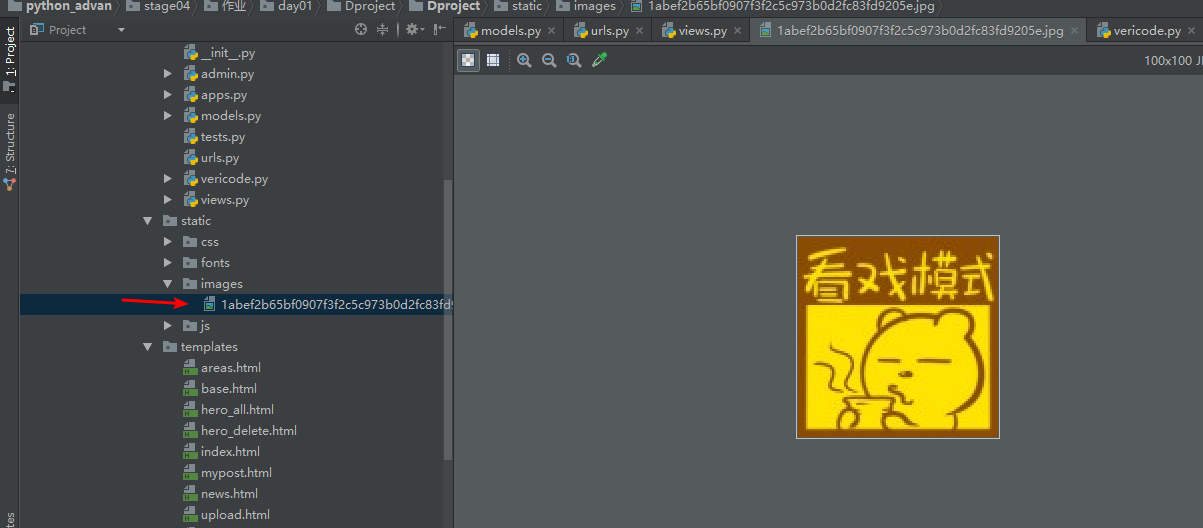 python_advan stage04 作业 day01 Dproject Dproject static images 1abef2b65bf0907f3f2c5c973b0d2fc83fd9205e.jpg
Project
models.py urls.py views.py 1abef2b65bf0907f3f2c5c973b0d2fc83fd9205e.jpg vericode.py
1: Project
7: Structure
100x100 J
__init__.py
admin.py
apps.py
models.py
tests.py
urls.py
vericode.py
views.py
static
css
fonts
images
1abef2b65bf0907f3f2c5c973b0d2fc83fd9
js
templates
areas.html
base.html
hero_all.html
hero_delete.html
index.html
mypost.html
news.html
upload.html
看戏模式